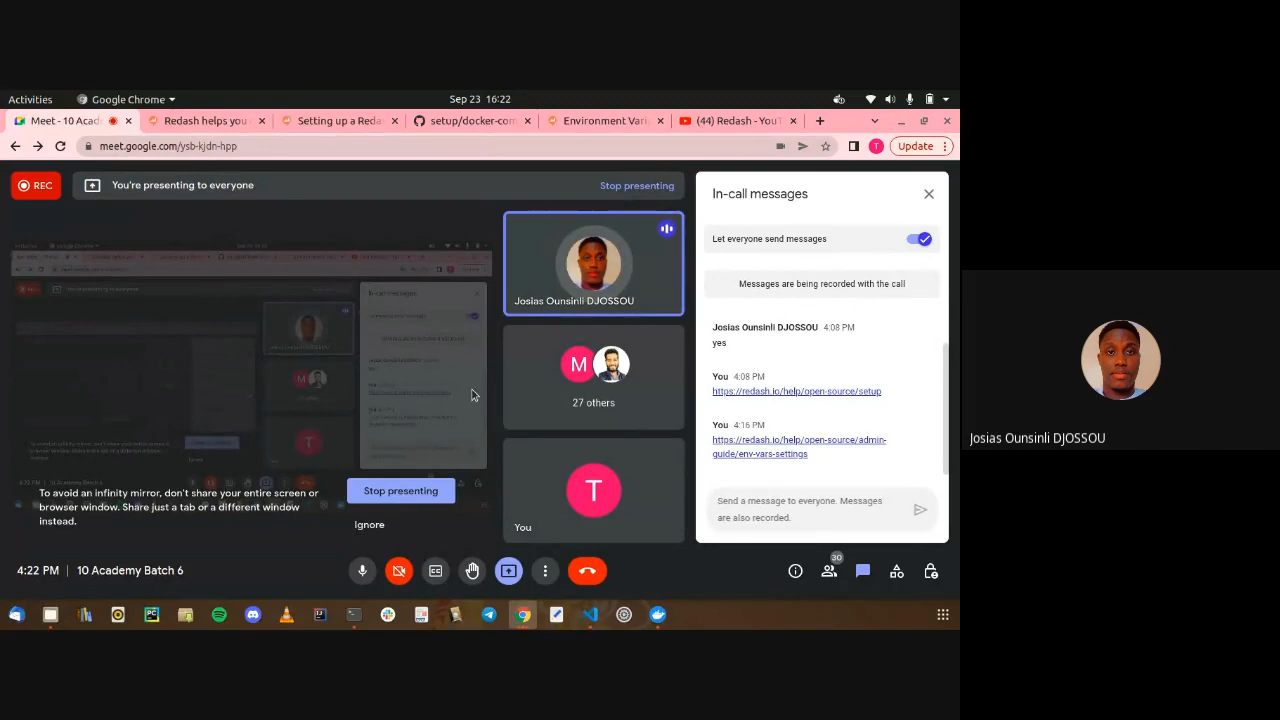 Activities
Google Chrome
Sep 23 16:22
Meet - 10 Acad
Redash helps you
Setting up a Reda
setup/docker-com
Environment Vari
(44) Redash - YouT
meet.google.com/ysb-kjdn-hpp
Update
REC
You're presenting to everyone
Stop presenting
In-call messages
Let everyone send messages
Messages are being recorded with the call
Josias Ounsinli DJOSSOU 4:08 PM
yes
You 4:08 PM
https://redash.io/help/open-source/setup
You 4:16 PM
https://redash.io/help/open-source/admin-
guide/env-vars-settings
Send a message to everyone. Messages
are also recorded.
Josias Ounsinli DJOSSOU
M
27 others
T
You
To avoid an infinity mirror, don't share your entire screen or
browser window. Share just a tab or a different window
instead.
Stop presenting
Ignore
4:22 PM | 10 Academy Batch 6
30
Josias Ounsinli DJOSSOU